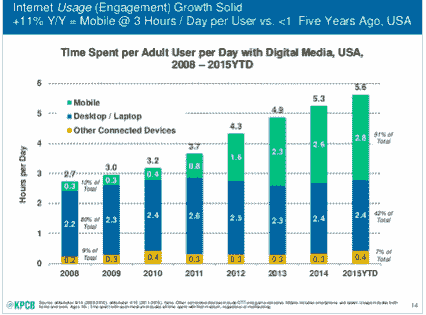 Internet Usage (Engagement) Growth Solid
+11% Y/Y = Mobile @ 3 Hours / Day per User vs. <1 Five Years Ago, USA
Time Spent per Adult User per Day with Digital Media, USA,
2008 – 2015YTD
Hours per Day
6
5
4
3
2
1
0
Mobile
Desktop / Laptop
Other Connected Devices
2.7
3.0
3.2
3.7
4.3
4.9
5.3
5.6
0.3
0.3
0.4
0.8
1.6
2.3
2.6
2.8
2.2
2.3
2.4
2.6
2.5
2.3
2.4
2.4
0.2
0.3
0.4
0.3
0.3
0.3
0.3
0.4
12% of
Total
80% of
Total
9% of
Total
51% of
Total
42% of
Total
7% of
Total
2008
2009
2010
2011
2012
2013
2014
2015YTD
@KPCB
14